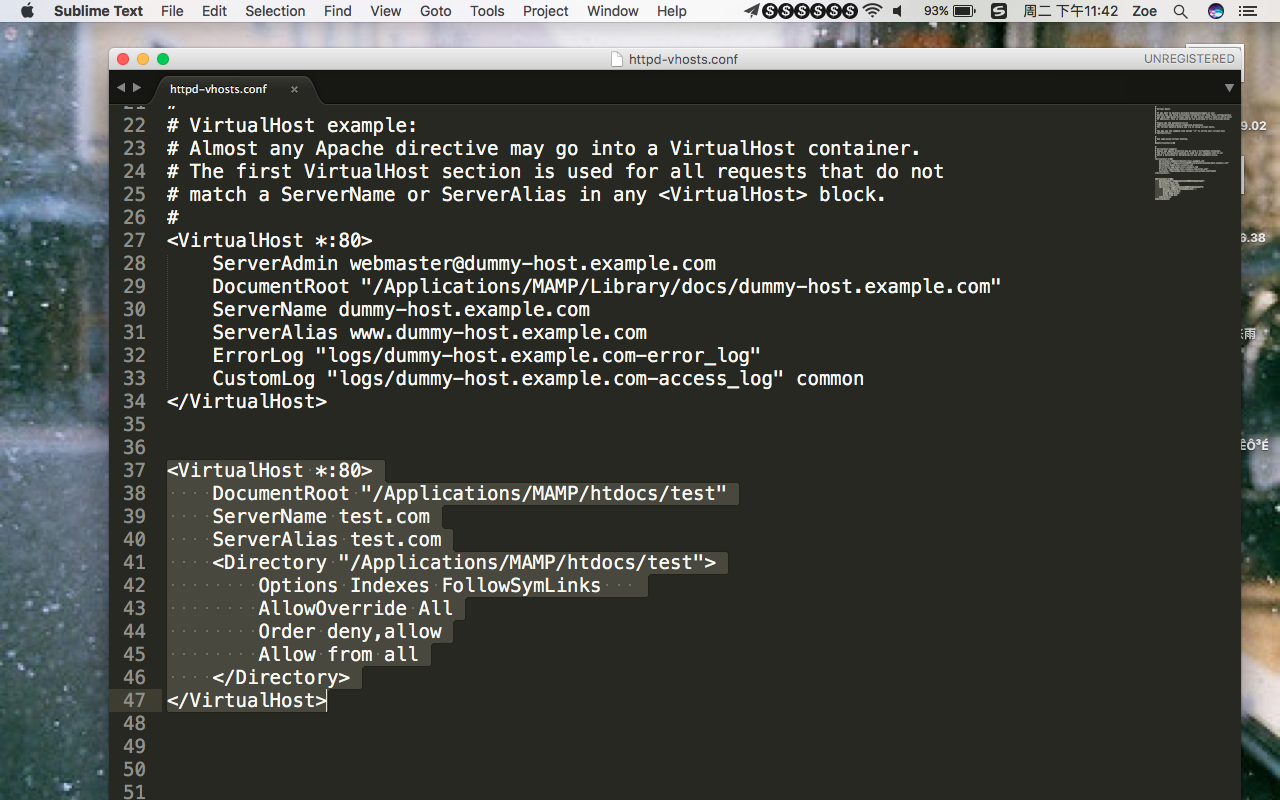 Sublime Text File Edit Selection Find View Goto Tools Project Window Help 93% 周二 下午11:42 Zoe
httpd-vhosts.conf UNREGISTERED
httpd-vhosts.conf ×
21 #
22 # VirtualHost example:
23 # Almost any Apache directive may go into a VirtualHost container.
24 # The first VirtualHost section is used for all requests that do not
25 # match a ServerName or ServerAlias in any <VirtualHost> block.
26 #
27 <VirtualHost *:80>
28     ServerAdmin webmaster@dummy-host.example.com
29     DocumentRoot "/Applications/MAMP/Library/docs/dummy-host.example.com"
30     ServerName dummy-host.example.com
31     ServerAlias www.dummy-host.example.com
32     ErrorLog "logs/dummy-host.example.com-error_log"
33     CustomLog "logs/dummy-host.example.com-access_log" common
34 </VirtualHost>
35
36
37 <VirtualHost *:80>
38     DocumentRoot "/Applications/MAMP/htdocs/test"
39     ServerName test.com
40     ServerAlias test.com
41     <Directory "/Applications/MAMP/htdocs/test">
42         Options Indexes FollowSymLinks
43         AllowOverride All
44         Order deny,allow
45         Allow from all
46     </Directory>
47 </VirtualHost>
48
49
50
51
9.02
6.38
雨